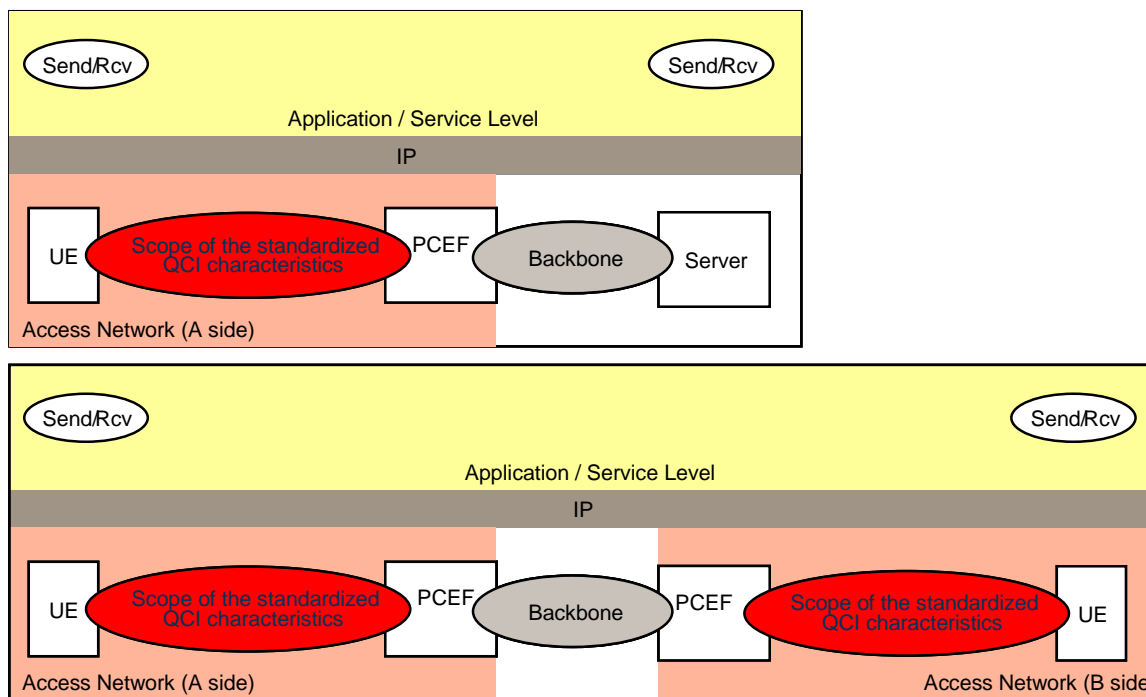 Send/Rcv
Send/Rcv
Application / Service Level
IP
UE
Scope of the standardized
QCI characteristics
PCEF
Backbone
Server
Access Network (A side)
Send/Rcv
Send/Rcv
Application / Service Level
IP
UE
Scope of the standardized
QCI characteristics
PCEF
Backbone
PCEF
Scope of the standardized
QCI characteristics
UE
Access Network (A side)
Access Network (B side